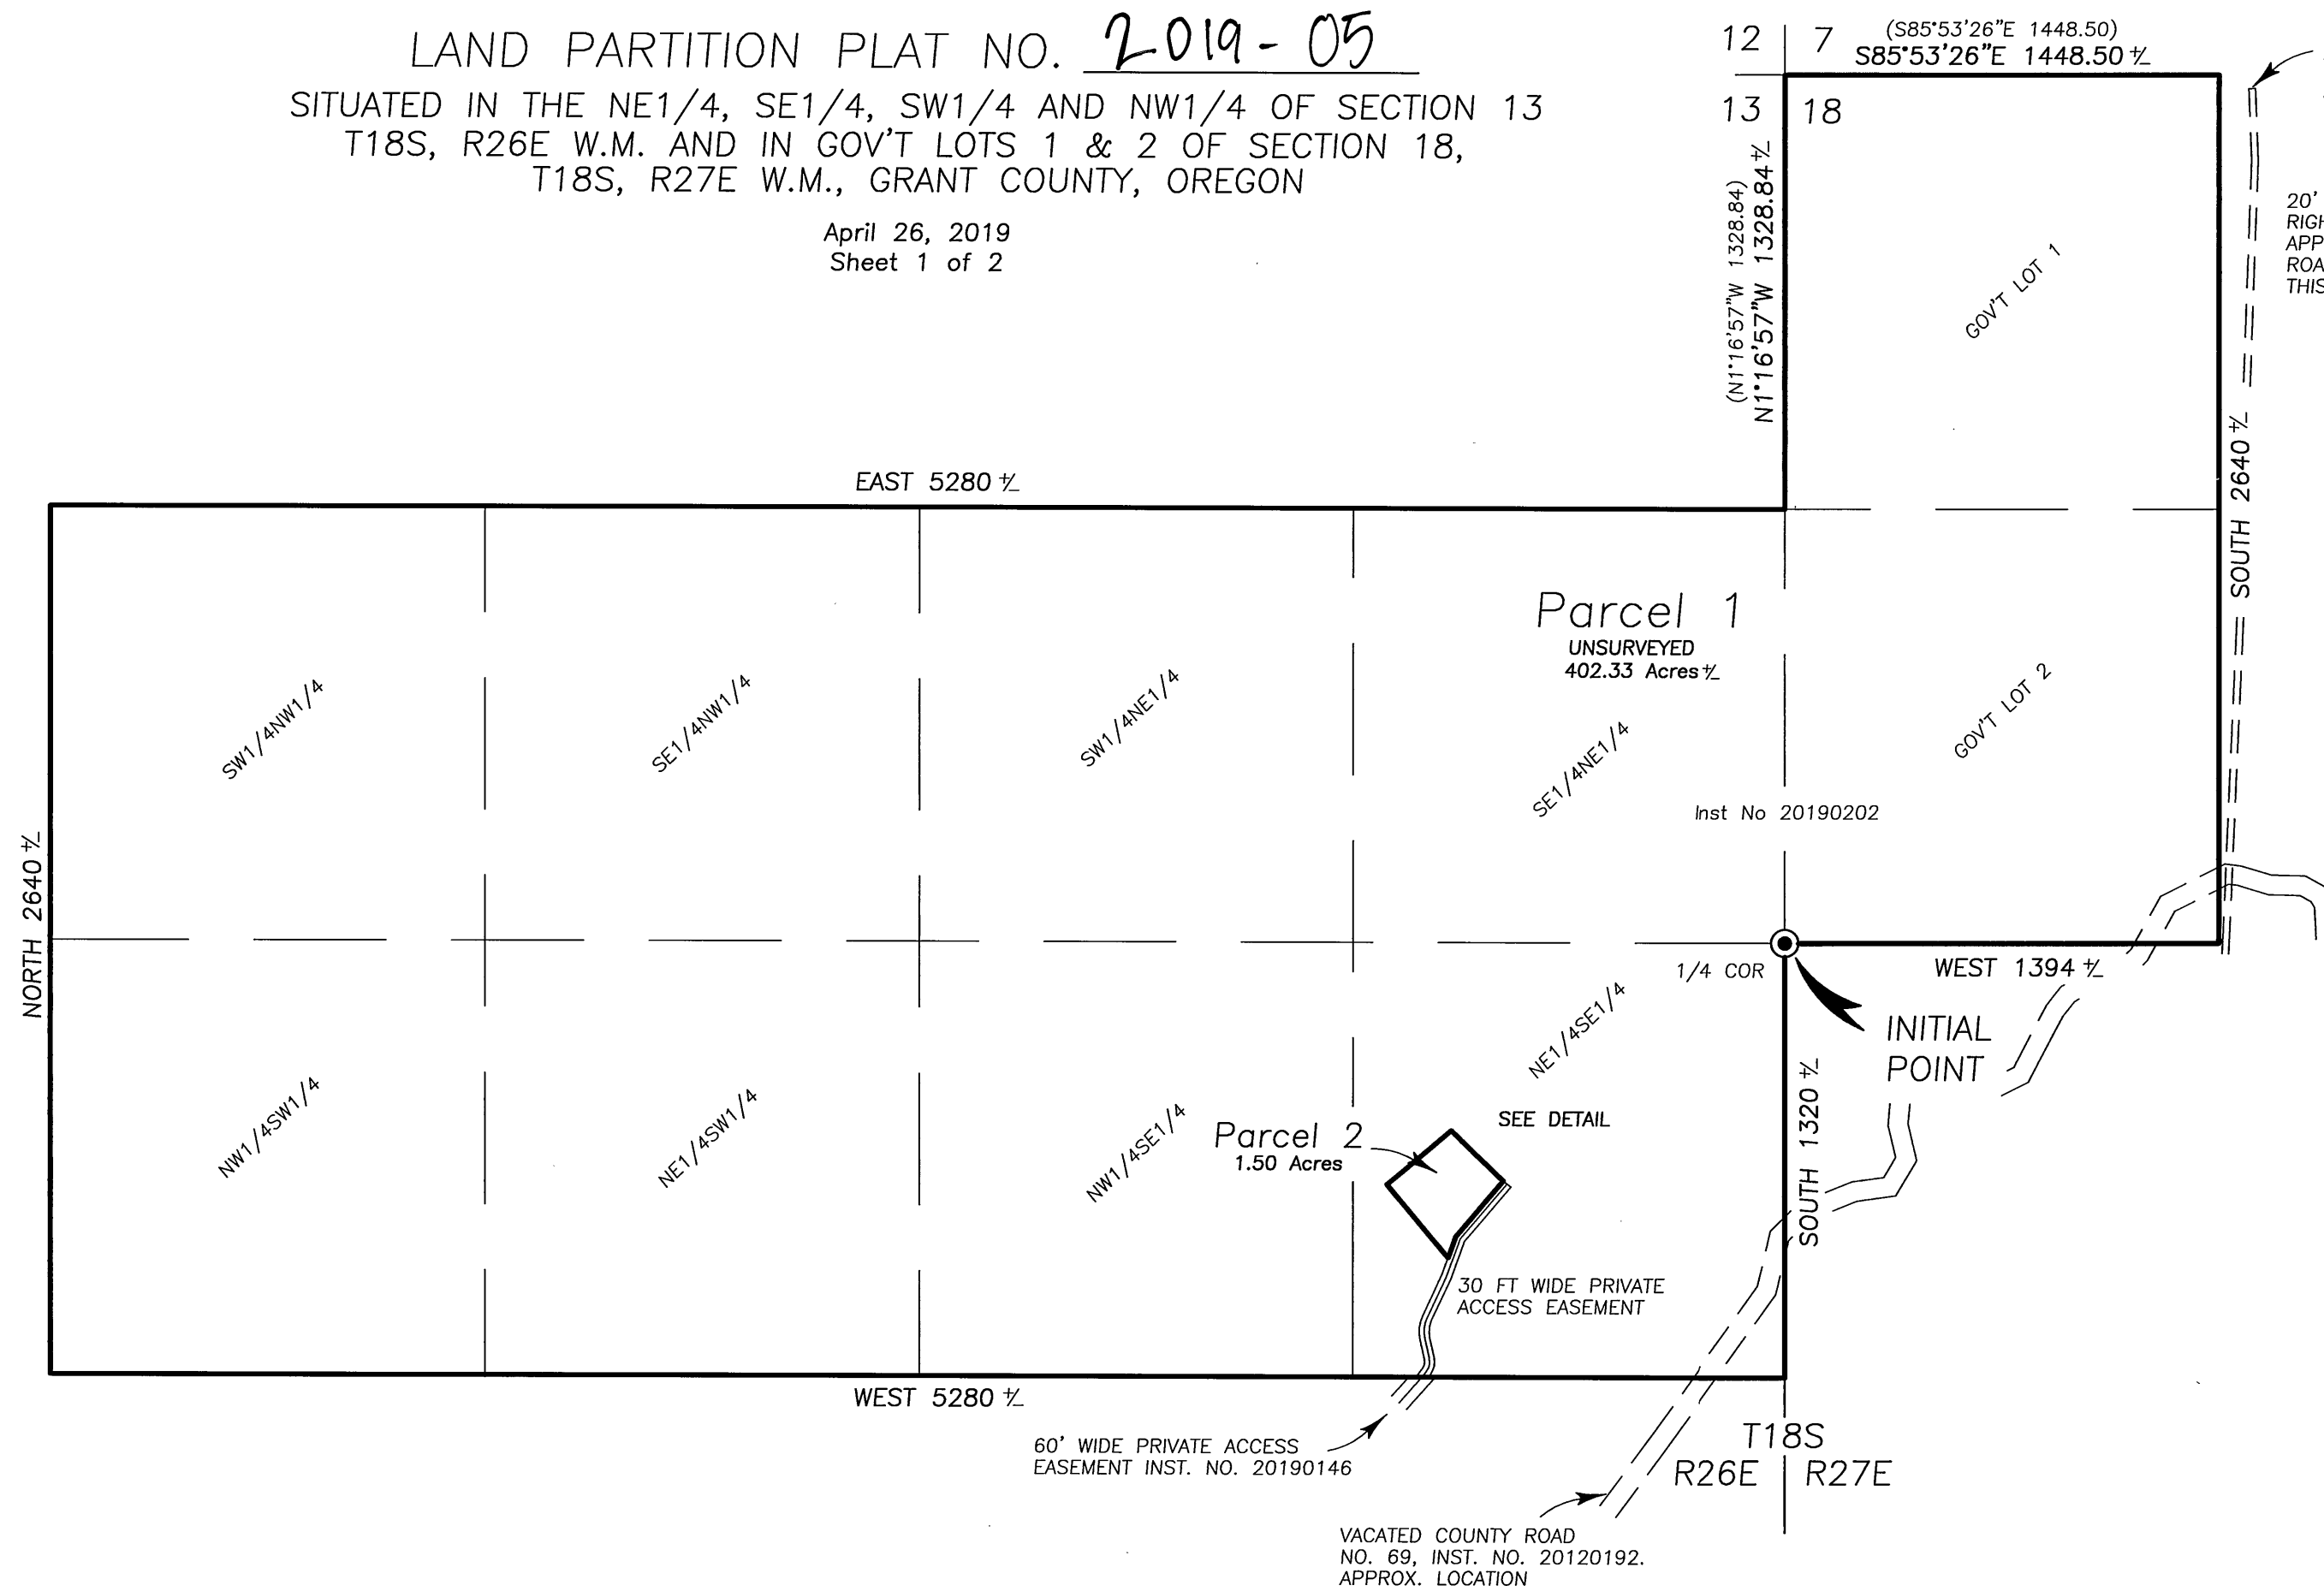 LAND PARTITION PLAT NO. 2019-05
SITUATED IN THE NE1/4, SE1/4, SW1/4 AND NW1/4 OF SECTION 13
T18S, R26E W.M. AND IN GOV'T LOTS 1 & 2 OF SECTION 18,
T18S, R27E W.M., GRANT COUNTY, OREGON
April 26, 2019
Sheet 1 of 2
12
7
13
18
(S85°53'26"E 1448.50)
S85°53'26"E 1448.50 +/-
(N1°16'57"W 1328.84)
N1°16'57"W 1328.84 +/-
GOV'T LOT 1
20'
SOUTH 2640 +/-
EAST 5280 +/-
Parcel 1
UNSURVEYED
402.33 Acres +/-
SW1/4NW1/4
SE1/4NW1/4
SW1/4NE1/4
SE1/4NE1/4
GOV'T LOT 2
Inst No 20190202
NORTH 2640 +/-
1/4 COR
WEST 1394 +/-
INITIAL
POINT
NW1/4SW1/4
NE1/4SW1/4
NW1/4SE1/4
NE1/4SE1/4
SEE DETAIL
Parcel 2
1.50 Acres
SOUTH 1320 +/-
30 FT WIDE PRIVATE
ACCESS EASEMENT
WEST 5280 +/-
60' WIDE PRIVATE ACCESS
EASEMENT INST. NO. 20190146
T18S
R26E
R27E
VACATED COUNTY ROAD
NO. 69, INST. NO. 20120192.
APPROX. LOCATION